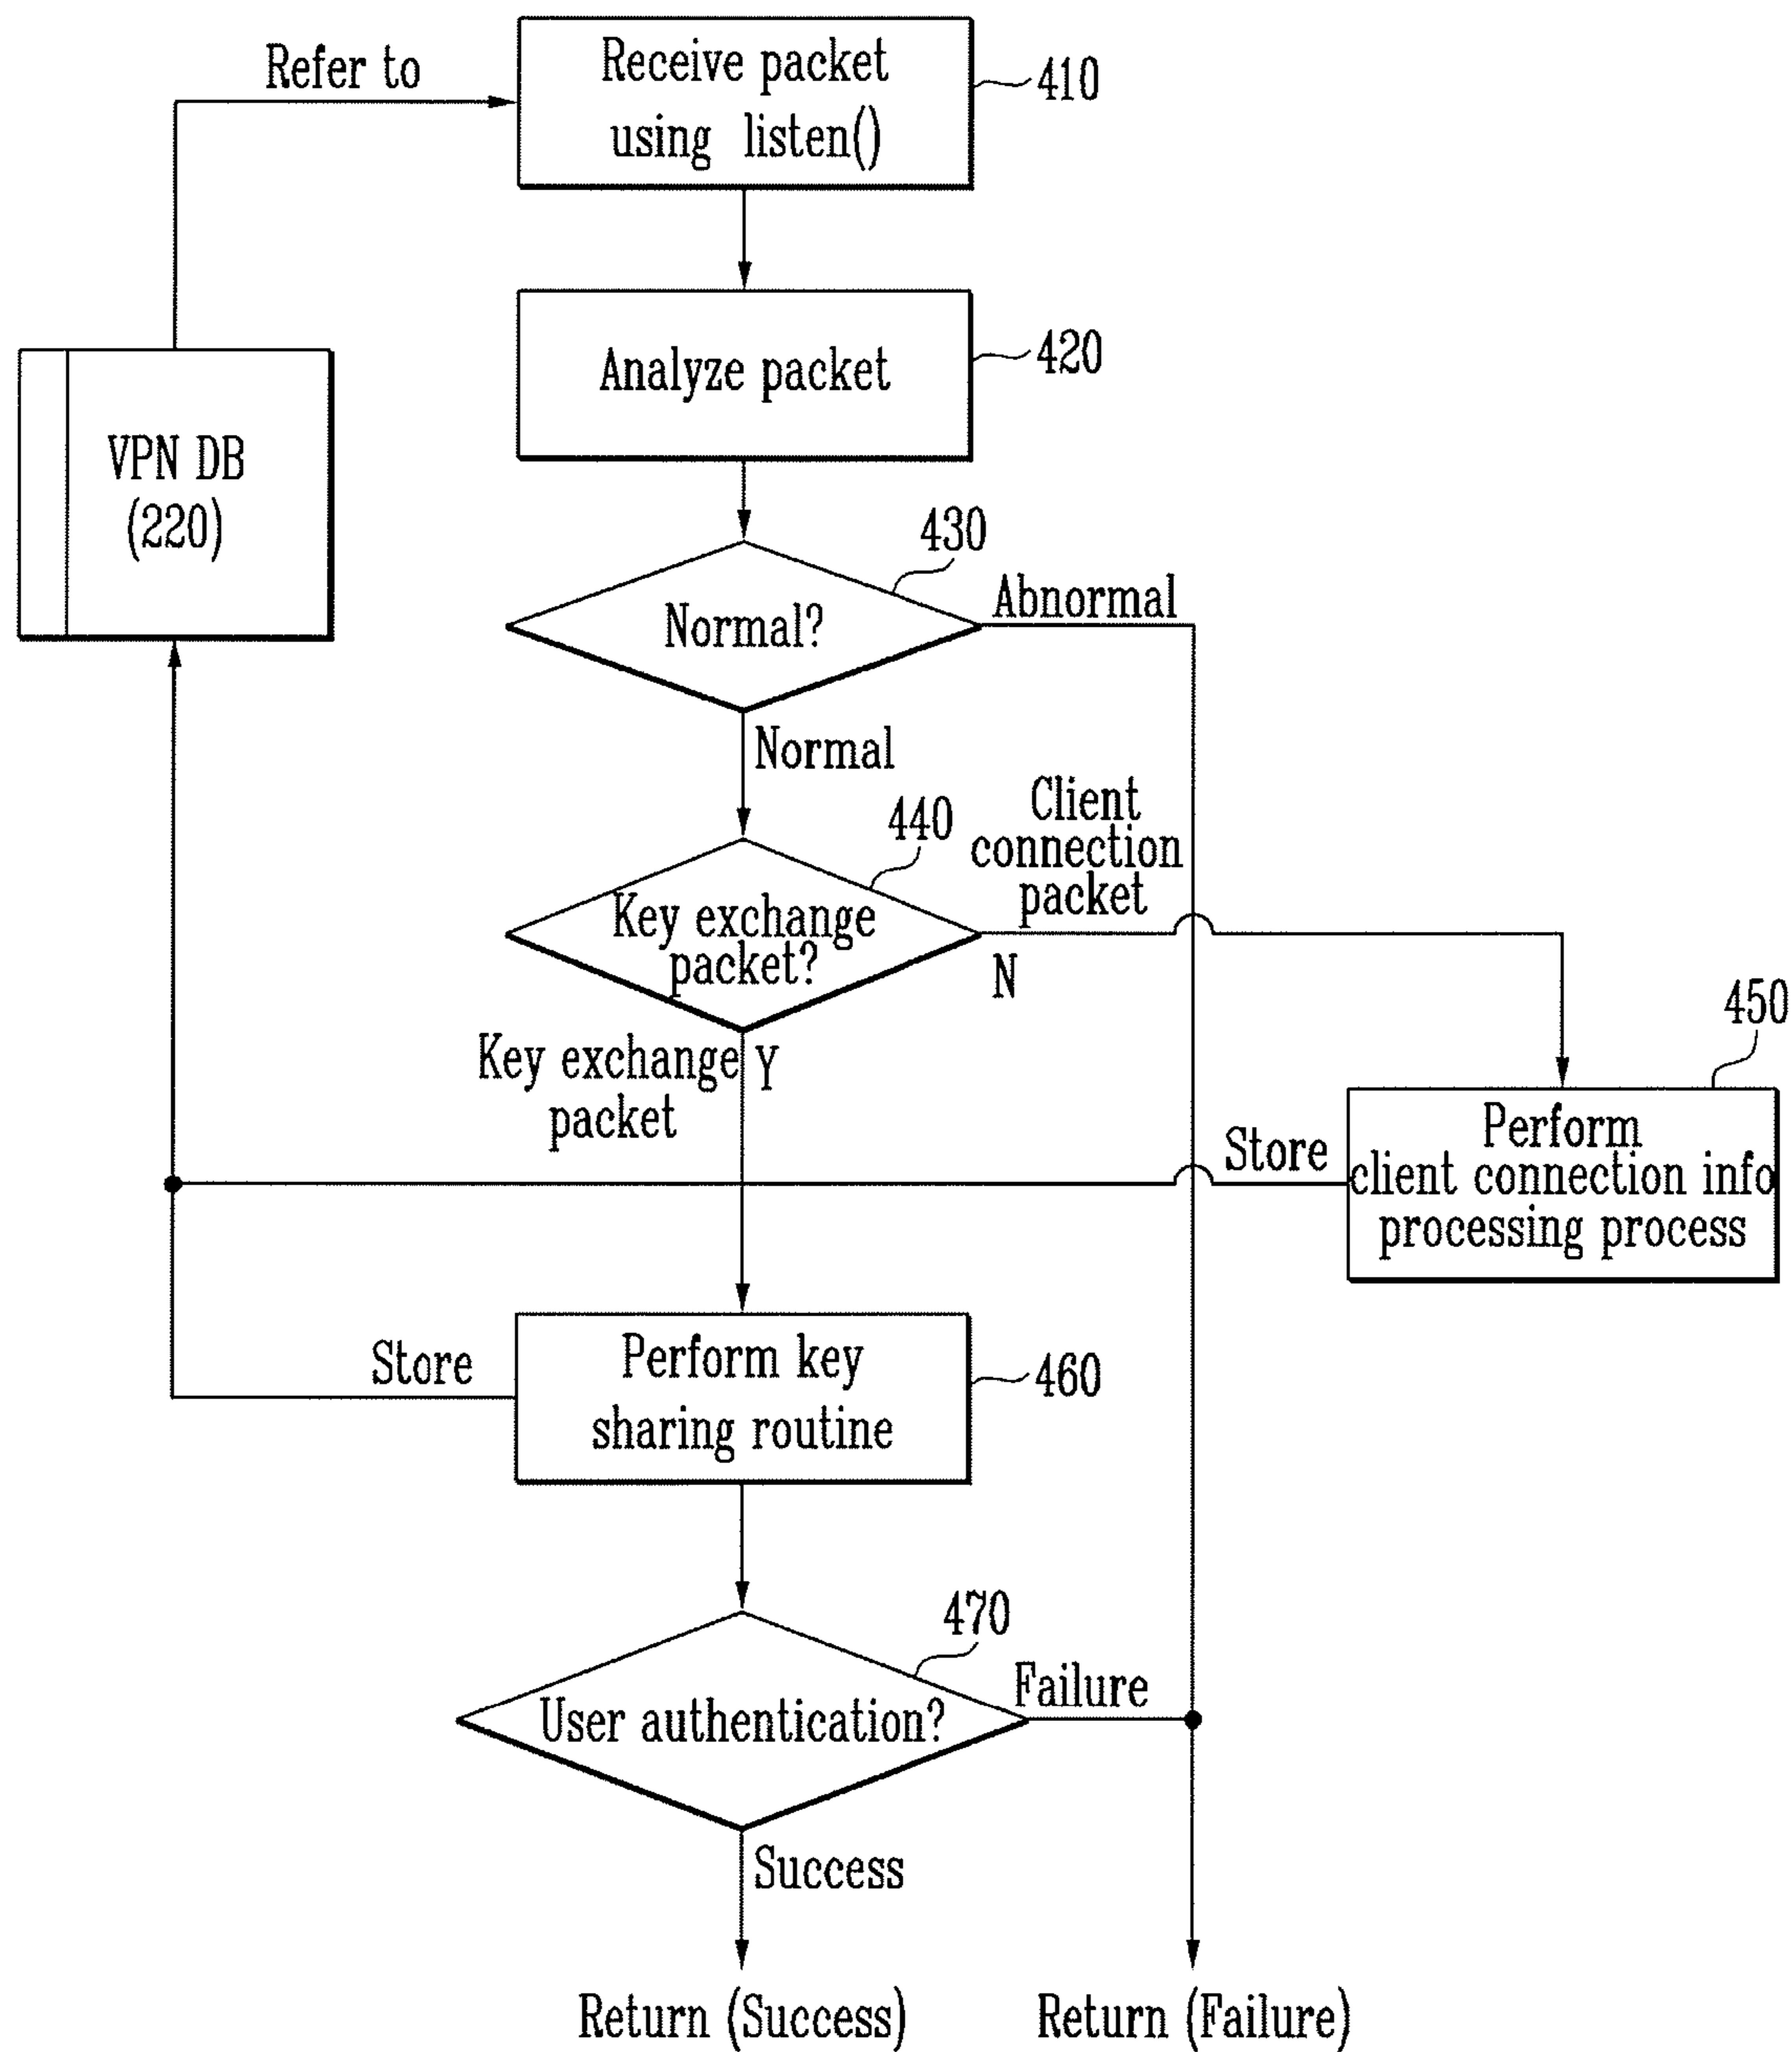 Refer to
Receive packet
using listen()
410
Analyze packet
420
VPN DB
(220)
430
Normal?
Abnormal
Normal
440
Client
connection
packet
Key exchange
packet?
N
Key exchange
packet
Y
450
Store
Perform
client connection info
processing process
Store
Perform key
sharing routine
460
470
User authentication?
Failure
Success
Return (Success)
Return (Failure)